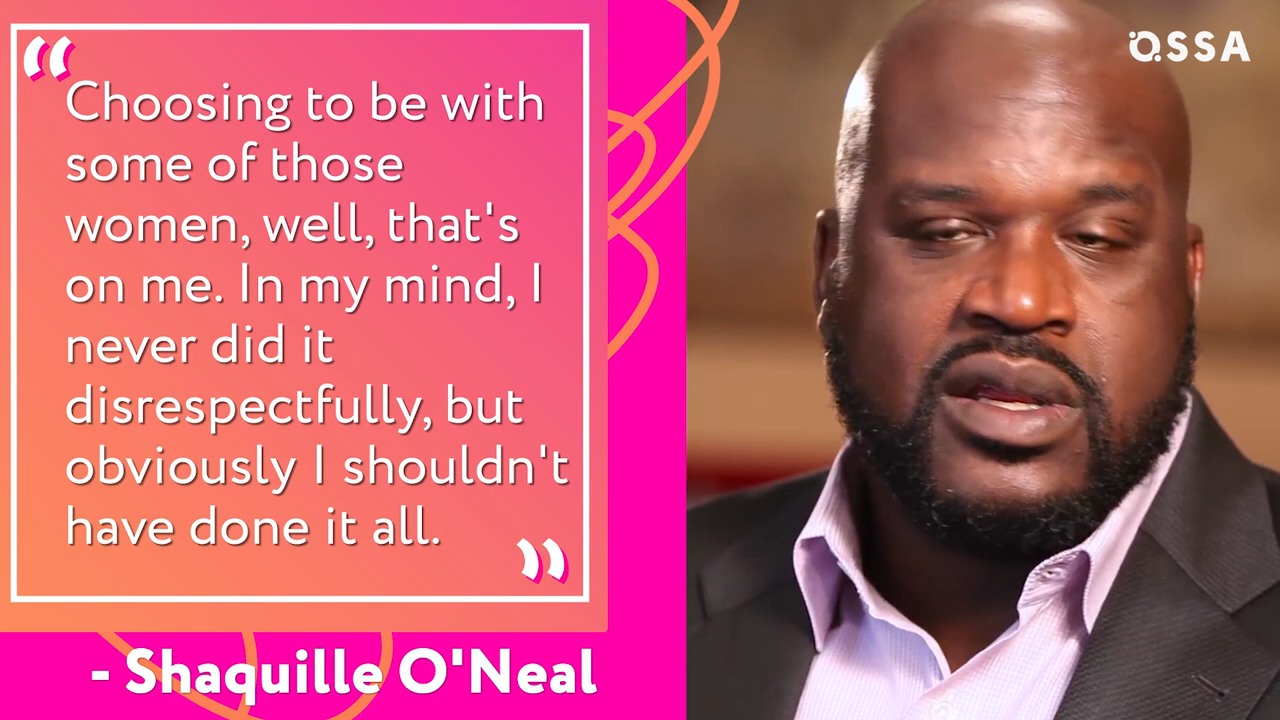 “
Choosing to be with
some of those
women, well, that's
on me. In my mind, I
never did it
disrespectfully, but
obviously I shouldn't
have done it all.
”
- Shaquille O'Neal
OSSA